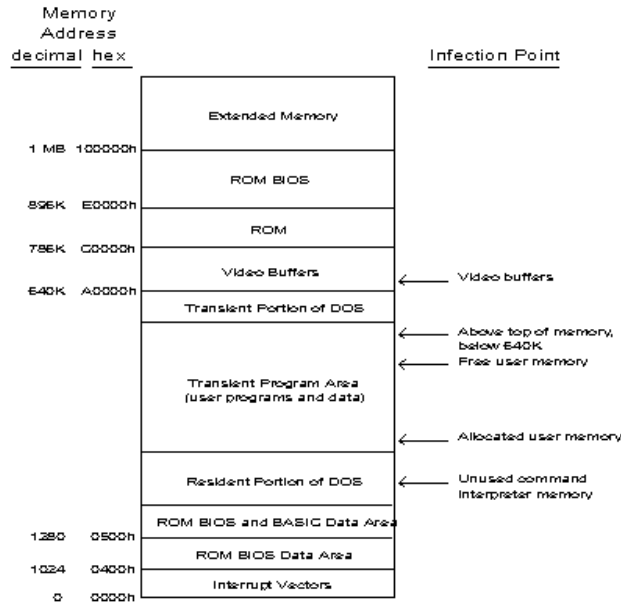 Memory
Address
decimal hex
Infection Point
Extended Memory
1 MB 100000h
ROM BIOS
896K E0000h
ROM
786K C0000h
Video Buffers
Video buffers
640K A0000h
Transient Portion of DOS
Above top of memory,
below 640K
Free user memory
Transient Program Area
(user programs and data)
Allocated user memory
Resident Portion of DOS
Unused command
interpreter memory
ROM BIOS and BASIC Data Area
1280 0500h
ROM BIOS Data Area
1024 0400h
Interrupt Vectors
0 0000h